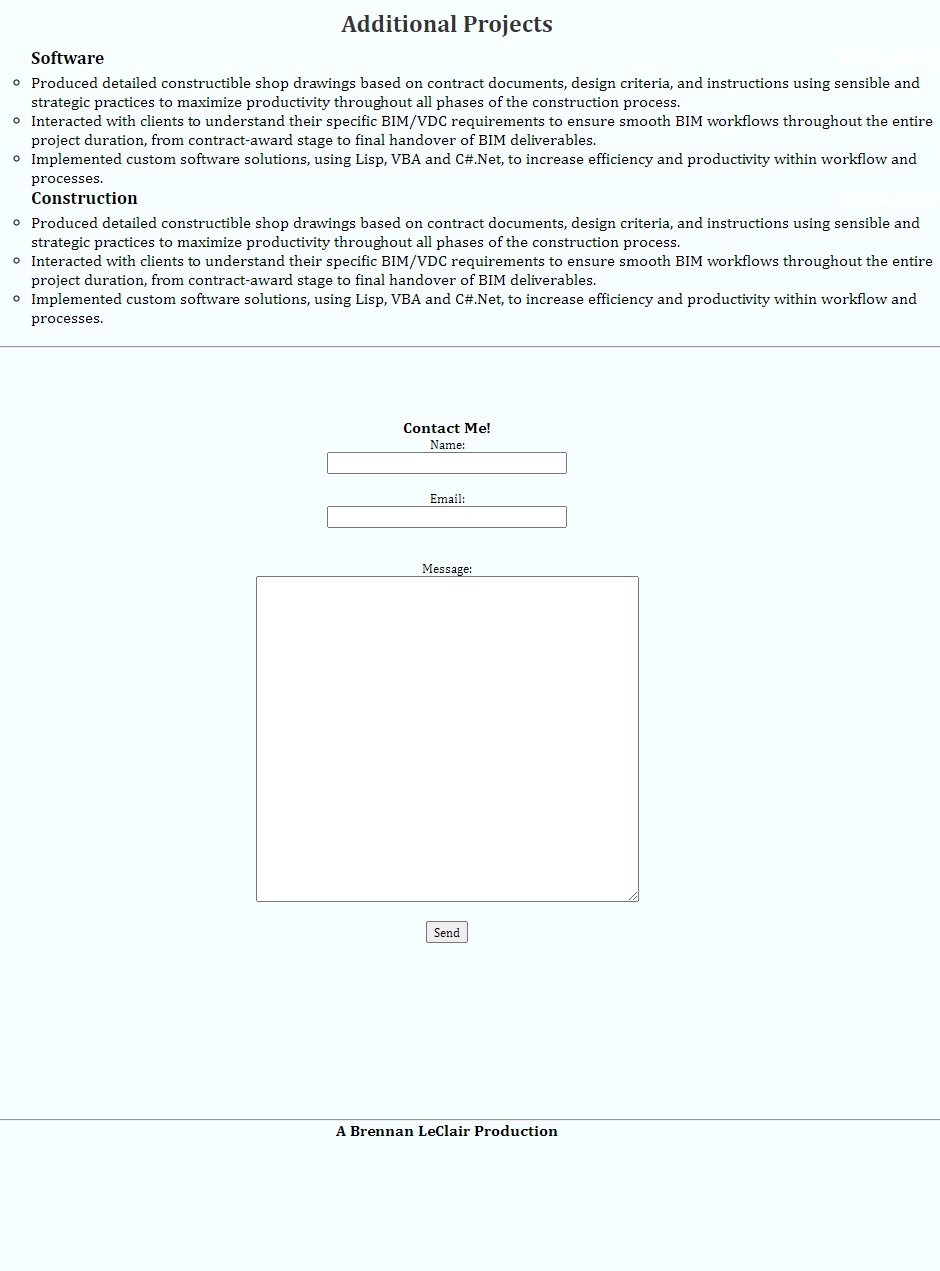 Additional Projects
Software
Produced detailed constructible shop drawings based on contract documents, design criteria, and instructions using sensible and
strategic practices to maximize productivity throughout all phases of the construction process.
Interacted with clients to understand their specific BIM/VDC requirements to ensure smooth BIM workflows throughout the entire
project duration, from contract-award stage to final handover of BIM deliverables.
Implemented custom software solutions, using Lisp, VBA and C#.Net, to increase efficiency and productivity within workflow and
processes.
Construction
Produced detailed constructible shop drawings based on contract documents, design criteria, and instructions using sensible and
strategic practices to maximize productivity throughout all phases of the construction process.
Interacted with clients to understand their specific BIM/VDC requirements to ensure smooth BIM workflows throughout the entire
project duration, from contract-award stage to final handover of BIM deliverables.
Implemented custom software solutions, using Lisp, VBA and C#.Net, to increase efficiency and productivity within workflow and
processes.
Contact Me!
Name:
Email:
Message:
Send
A Brennan LeClair Production